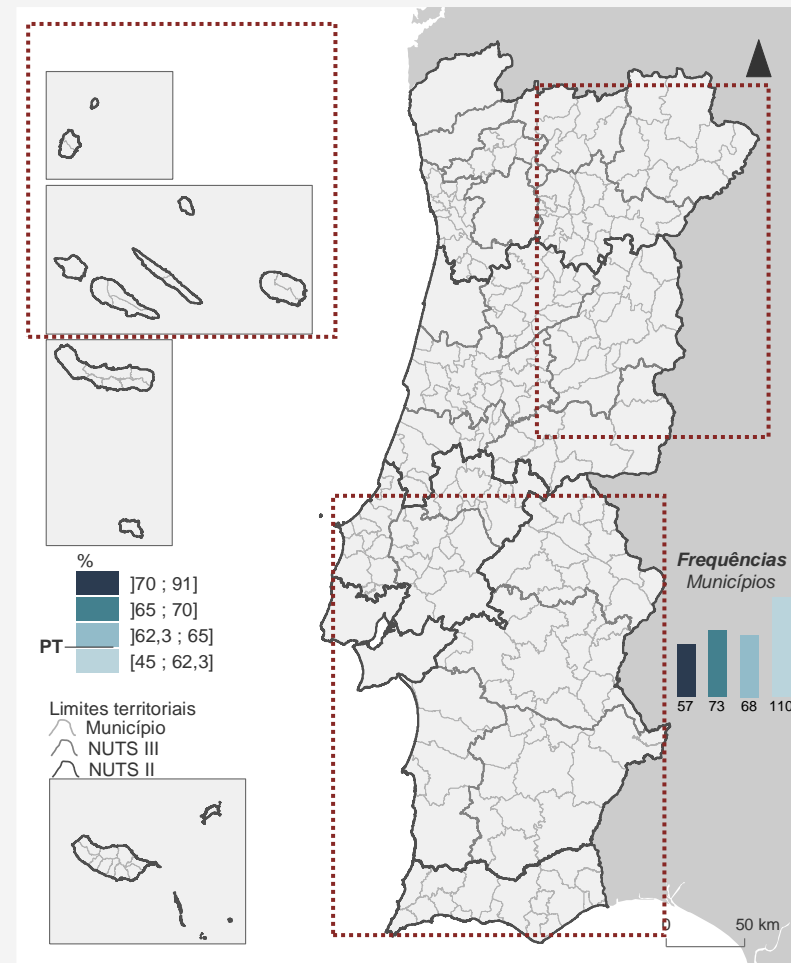 %
]70 ; 91]
]65 ; 70]
]62,3 ; 65]
PT
[45 ; 62,3]
Limites territoriais
Município
NUTS III
NUTS II
Frequências
Municípios
57 73 68 110
0 50 km